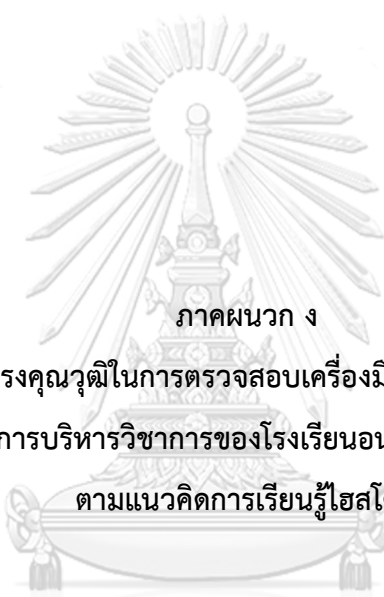 ภาคผนวก ง
รงคุณวุฒิในการตรวจสอบเครื่องมื
การบริหารวิชาการของโรงเรียนอน
ตามแนวคิดการเรียนรู้ไฮสโ